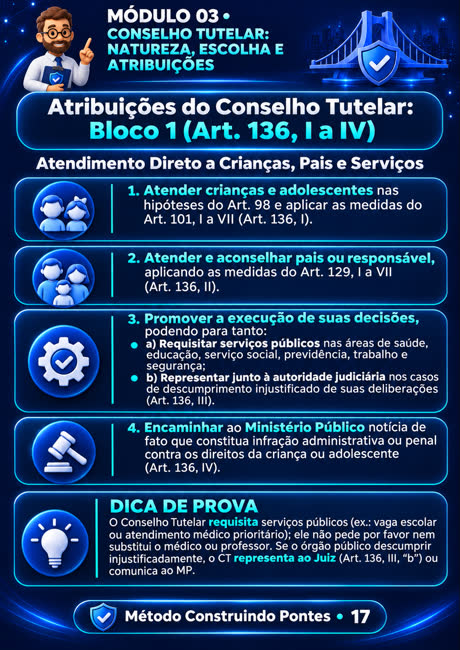 MÓDULO 03 •
CONSELHO TUTELAR:
NATUREZA, ESCOLHA E
ATRIBUIÇÕES
Atribuições do Conselho Tutelar:
Bloco 1 (Art. 136, I a IV)
Atendimento Direto a Crianças, Pais e Serviços
1. Atender crianças e adolescentes nas
hipóteses do Art. 98 e aplicar as medidas do
Art. 101, I a VII (Art. 136, I).
2. Atender e aconselhar pais ou responsável,
aplicando as medidas do Art. 129, I a VII
(Art. 136, II).
3. Promover a execução de suas decisões,
podendo para tanto:
• a) Requisitar serviços públicos nas áreas de saúde,
educação, serviço social, previdência, trabalho e
segurança;
• b) Representar junto à autoridade judiciária nos casos
de descumprimento injustificado de suas deliberações
(Art. 136, III).
4. Encaminhar ao Ministério Público notícia de
fato que constitua infração administrativa ou penal
contra os direitos da criança ou adolescente
(Art. 136, IV).
DICA DE PROVA
O Conselho Tutelar requisita serviços públicos (ex.: vaga escolar
ou atendimento médico prioritário); ele não pede por favor nem
substitui o médico ou professor. Se o órgão público descumprir
injustificadamente, o CT representa ao Juiz (Art. 136, III, "b") ou
comunica ao MP.
Método Construindo Pontes • 17